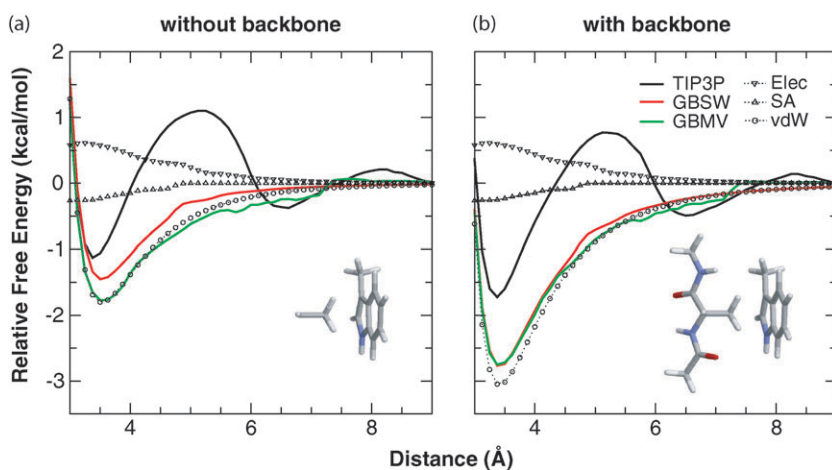 (a) without backbone
(b) with backbone
Relative Free Energy (kcal/mol)
2
1
0
-1
-2
-3
TIP3P
GBSW
GBMV
Elec
SA
vdW
4 6 8
4 6 8
Distance (Å)